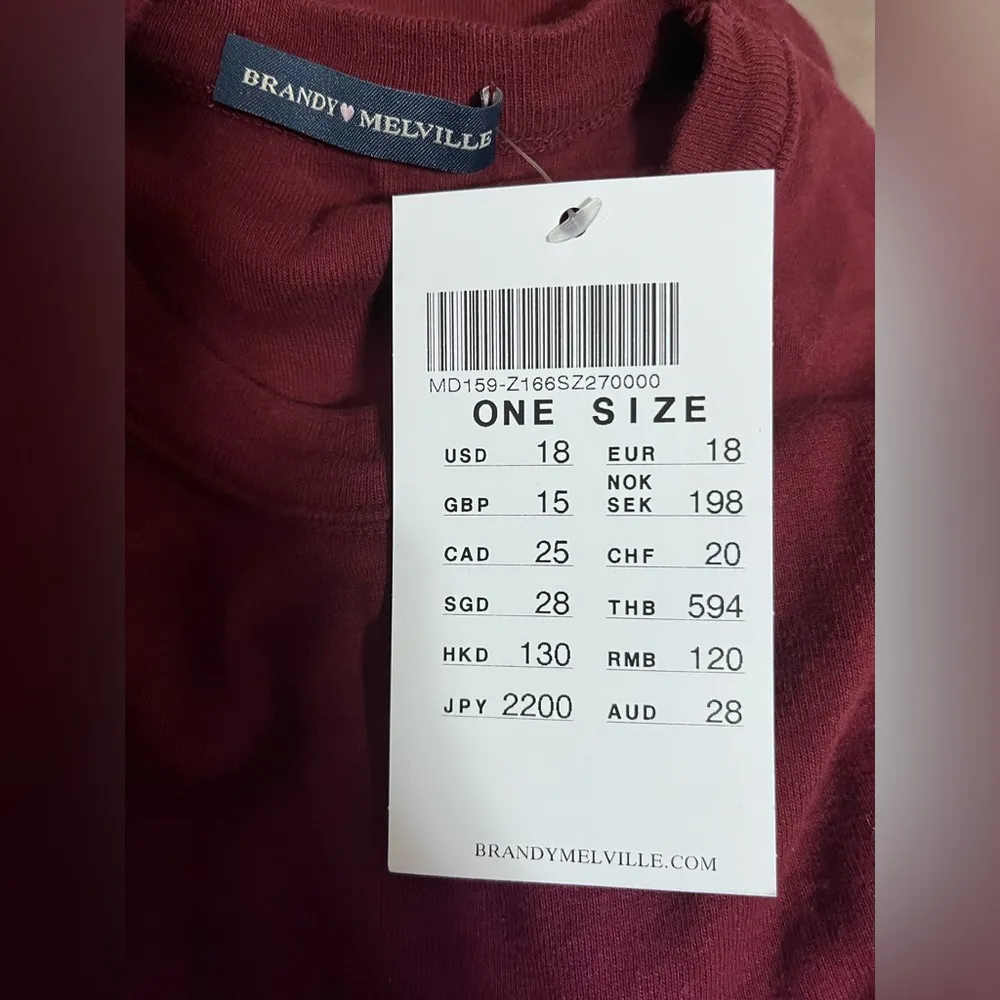 BRANDY♥MELVILLE
MD159-Z166SZ270000
ONE SIZE
USD 18 EUR 18
NOK
GBP 15 SEK 198
CAD 25 CHF 20
SGD 28 THB 594
HKD 130 RMB 120
JPY 2200 AUD 28
BRANDYMELVILLE.COM